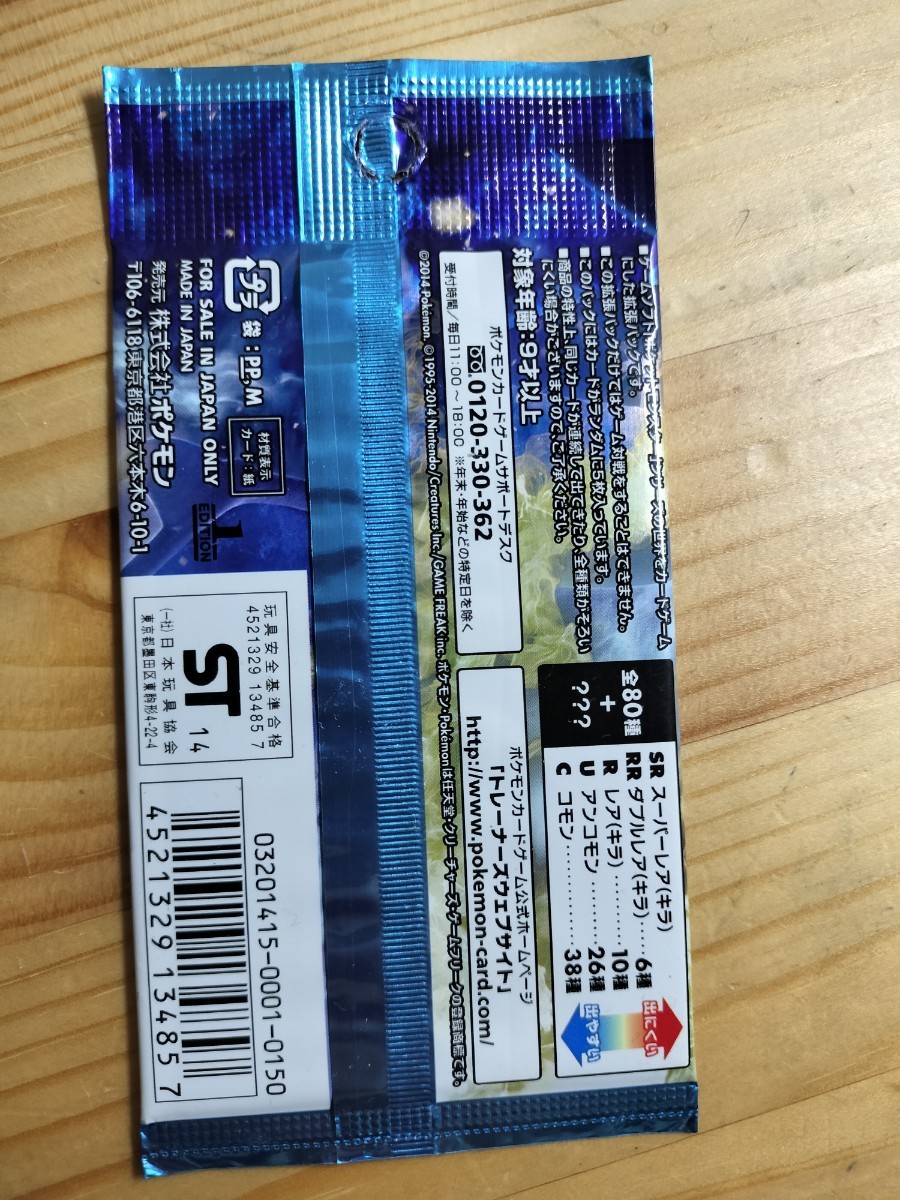 にした拡張パックです。
■この拡張パックだけではゲーム対戦をすることはできません。
■このパックにはカードがランダムに5枚入っています。
■商品の特性上、同じカードが連続して出てきたり、全種類がそろい
にくい場合がございますので、ご了承ください。
対象年齢:9才以上
ポケモンカードゲームサポートデスク
0120-330-362
受付時間/毎日11:00～18:00 ※年末・年始などの特定日を除く
©2014 Pokémon. ©1995-2014 Nintendo/Creatures Inc./GAME FREAK inc. ポケモン・Pokémonは任天堂・クリーチャーズ・ゲームフリークの登録商標です。
全80種
+
???
SR スーパーレア(キラ)
RR ダブルレア(キラ)‥‥6種
R レア(キラ)‥‥‥‥10種
U アンコモン‥‥‥‥26種
C コモン‥‥‥‥‥‥38種
出にくい
出やすい
ポケモンカードゲーム公式ホームページ
「トレーナーズウェブサイト」
http://www.pokemon-card.com/
プラ
袋:PP,M
材質表示
カード:紙
FOR SALE IN JAPAN ONLY
MADE IN JAPAN
発売元 株式会社ポケモン
〒106-6118東京都港区六本木6-10-1
1
EDITION
玩具安全基準合格
4521329 13485 7
ST 14
(一社)日本玩具協会
東京都墨田区東駒形4-22-4
03201415-0001-0150
4521329134857